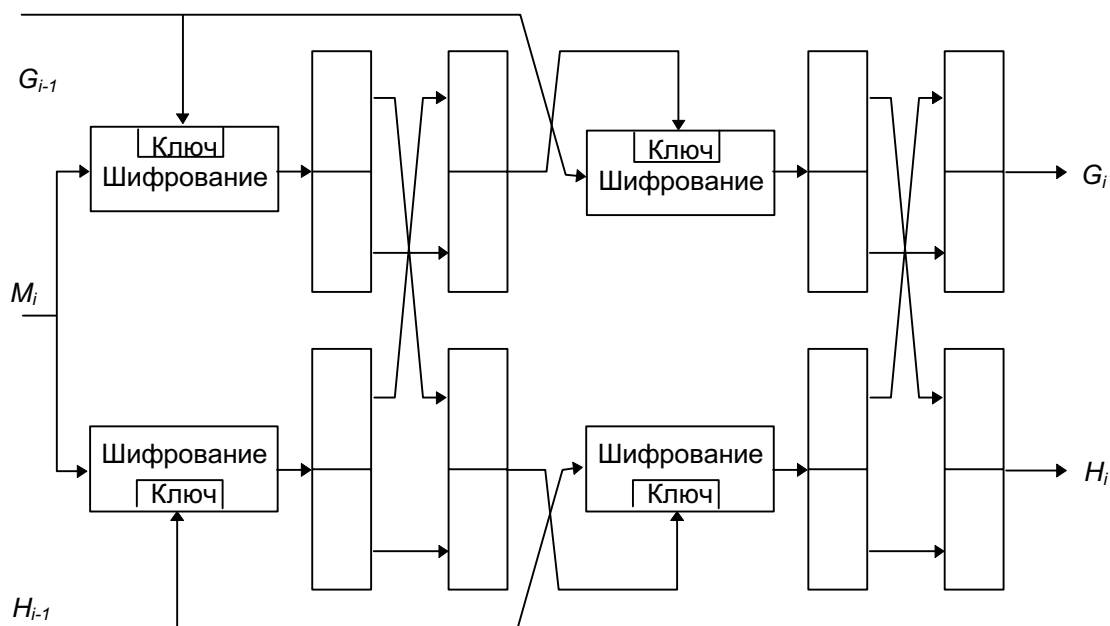 G_{i-1}
Ключ
Шифрование
Ключ
Шифрование
G_i
M_i
Шифрование
Ключ
Шифрование
Ключ
H_i
H_{i-1}